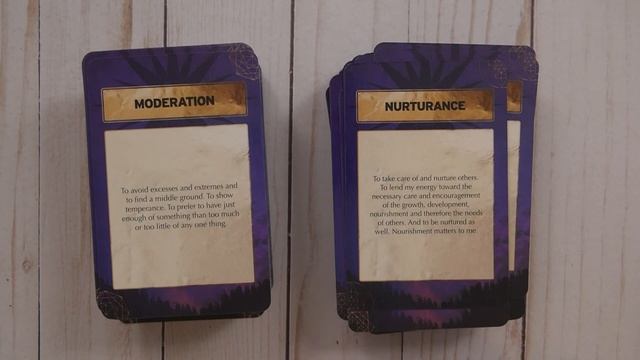 MODERATION
To avoid excesses and extremes and
to find a middle ground. To show
temperance. To prefer to have just
enough of something than too much
or too little of any one thing.
NURTURANCE
To take care of and nurture others.
To lend my energy toward the
necessary care and encouragement
of the growth, development,
nourishment and therefore the needs
of others. And to be nurtured as
well. Nourishment matters to me.